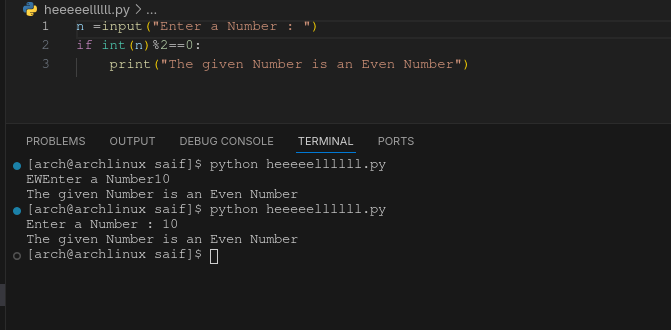 heeeeellllll.py > ...
1 n =input("Enter a Number : ")
2 if int(n)%2==0:
3 print("The given Number is an Even Number")
PROBLEMS OUTPUT DEBUG CONSOLE TERMINAL PORTS
[arch@archlinux saif]$ python heeeeellllll.py
EWEnter a Number10
The given Number is an Even Number
[arch@archlinux saif]$ python heeeeellllll.py
Enter a Number : 10
The given Number is an Even Number
[arch@archlinux saif]$